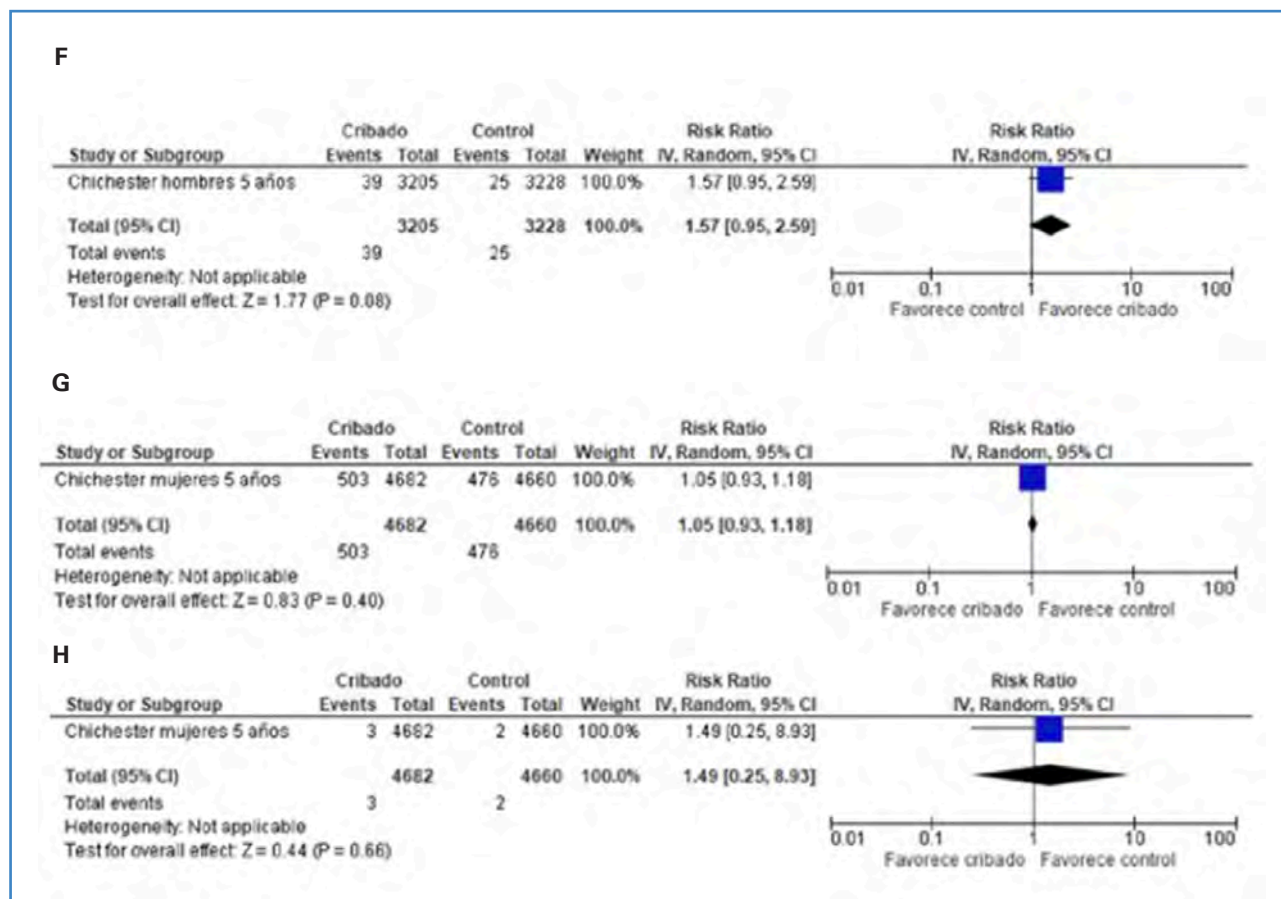 F
Cribado Control Risk Ratio Risk Ratio
Study or Subgroup Events Total Events Total Weight IV, Random, 95% CI IV, Random, 95% CI
Chichester hombres 5 años 39 3205 25 3228 100.0% 1.57 [0.95, 2.59]
Total (95% CI) 3205 3228 100.0% 1.57 [0.95, 2.59]
Total events 39 25
Heterogeneity: Not applicable
Test for overall effect: Z = 1.77 (P = 0.08)
0.01 0.1 1 10 100
Favorece control Favorece cribado
G
Cribado Control Risk Ratio Risk Ratio
Study or Subgroup Events Total Events Total Weight IV, Random, 95% CI IV, Random, 95% CI
Chichester mujeres 5 años 503 4682 476 4660 100.0% 1.05 [0.93, 1.18]
Total (95% CI) 4682 4660 100.0% 1.05 [0.93, 1.18]
Total events 503 476
Heterogeneity: Not applicable
Test for overall effect: Z = 0.83 (P = 0.40)
0.01 0.1 1 10 100
Favorece cribado Favorece control
H
Cribado Control Risk Ratio Risk Ratio
Study or Subgroup Events Total Events Total Weight IV, Random, 95% CI IV, Random, 95% CI
Chichester mujeres 5 años 3 4682 2 4660 100.0% 1.49 [0.25, 8.93]
Total (95% CI) 4682 4660 100.0% 1.49 [0.25, 8.93]
Total events 3 2
Heterogeneity: Not applicable
Test for overall effect: Z = 0.44 (P = 0.66)
0.01 0.1 1 10 100
Favorece cribado Favorece control